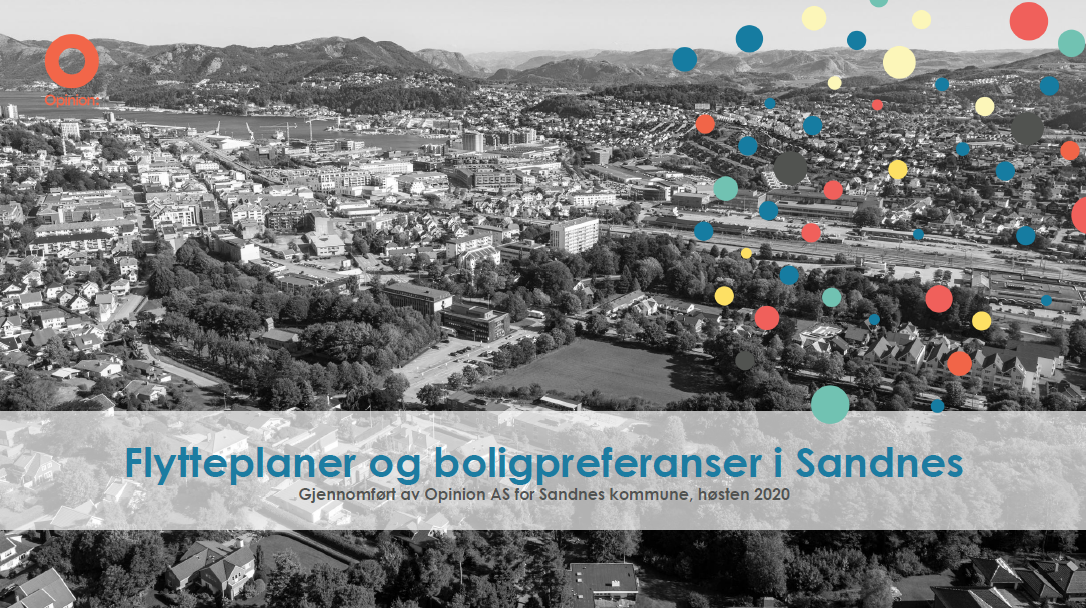 Opinion:
Flytteplaner og boligpreferanser i Sandnes
Gjennomført av Opinion AS for Sandnes kommune, høsten 2020